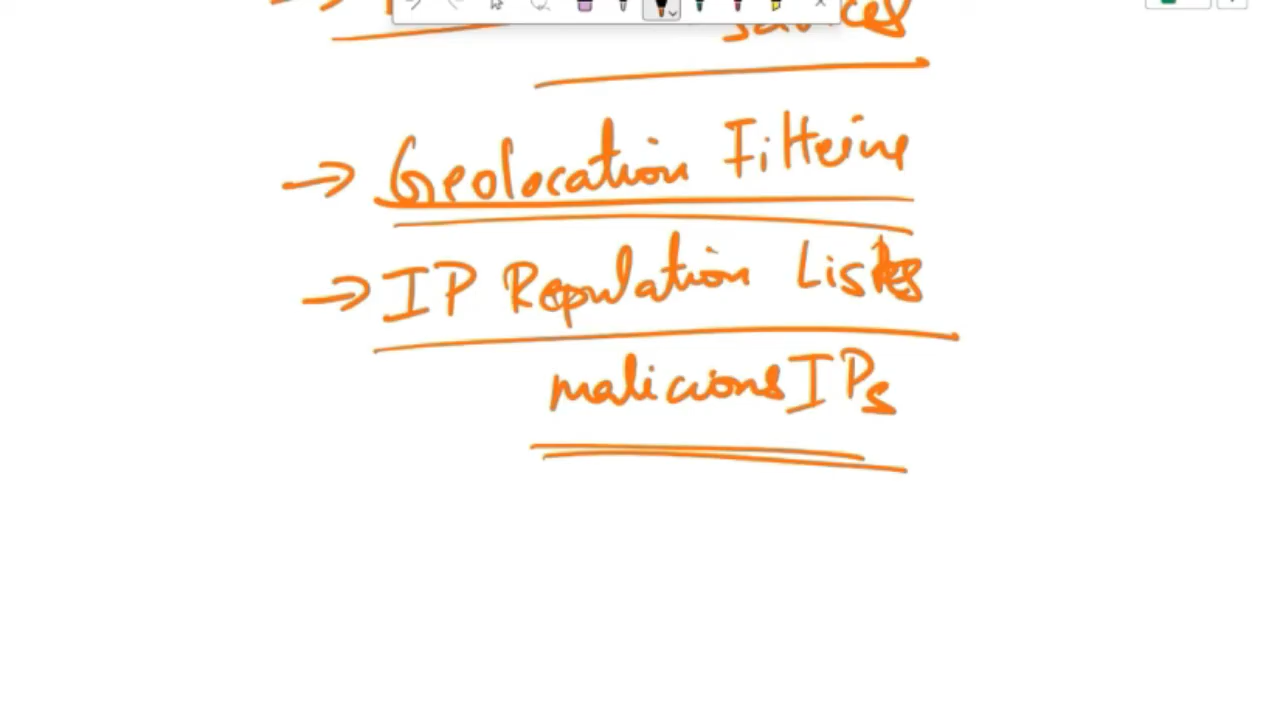 → Geolocation Filtering
→ IP Reputation Lists
malicious IPs